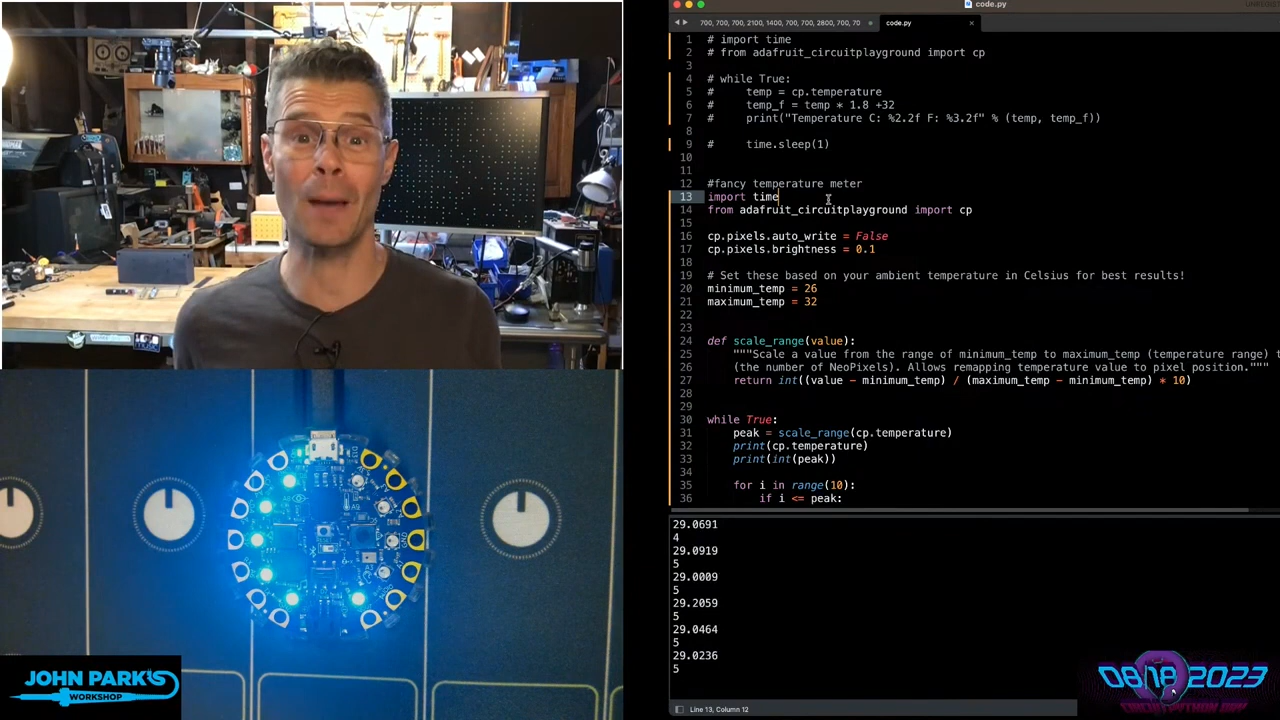 code.py
700, 700, 700, 2100, 1400, 700, 700, 2800, 700, 70
code.py
1 # import time
2 # from adafruit_circuitplayground import cp
3
4 # while True:
5 #     temp = cp.temperature
6 #     temp_f = temp * 1.8 +32
7 #     print("Temperature C: %2.2f F: %3.2f" % (temp, temp_f))
8
9 #     time.sleep(1)
10
11
12 #fancy temperature meter
13 import time
14 from adafruit_circuitplayground import cp
15
16 cp.pixels.auto_write = False
17 cp.pixels.brightness = 0.1
18
19 # Set these based on your ambient temperature in Celsius for best results!
20 minimum_temp = 26
21 maximum_temp = 32
22
23
24 def scale_range(value):
25     """Scale a value from the range of minimum_temp to maximum_temp (temperature range) t
26     (the number of NeoPixels). Allows remapping temperature value to pixel position."""
27     return int((value - minimum_temp) / (maximum_temp - minimum_temp) * 10)
28
29
30 while True:
31     peak = scale_range(cp.temperature)
32     print(cp.temperature)
33     print(int(peak))
34
35     for i in range(10):
36         if i <= peak:
29.0691
4
29.0919
5
29.0009
5
29.2059
5
29.0464
5
29.0236
5
Line 13, Column 12
JOHN PARK'S
WORKSHOP
2023
CIRCUITPYTHON DAY